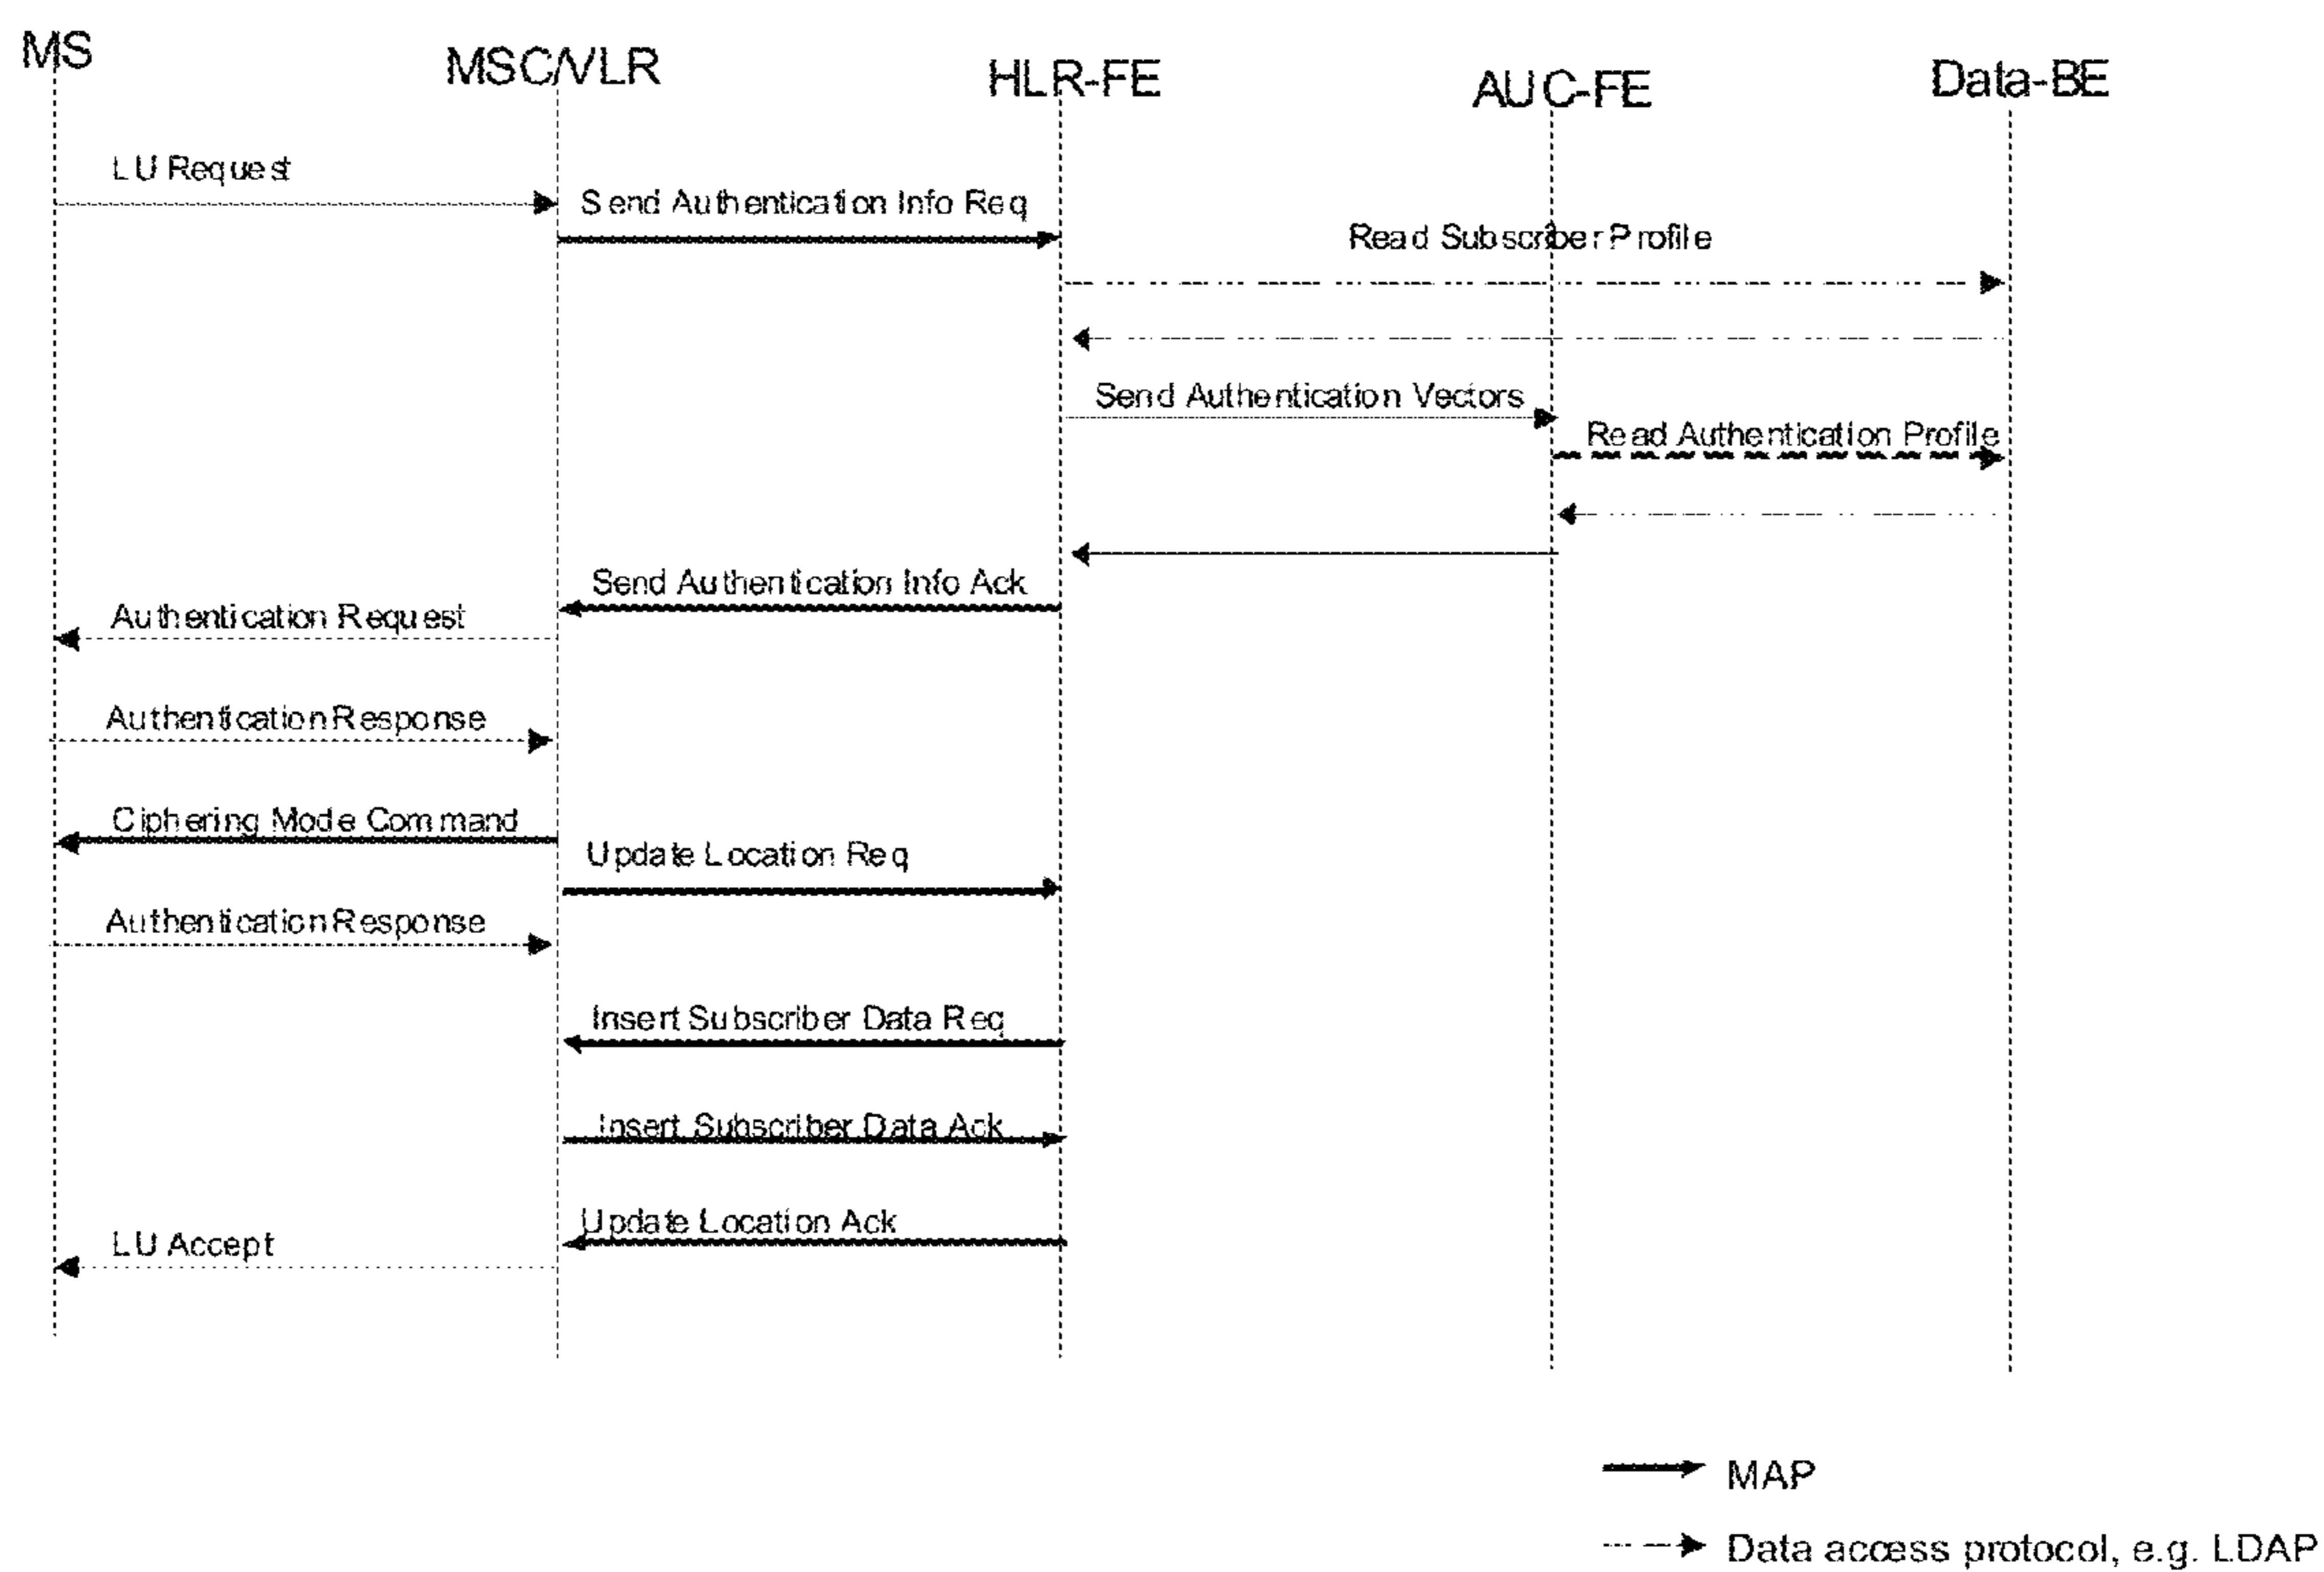 MS
MSC/VLR
HLR-FE
AUC-FE
Data-BE
LU Request
Send Authentication Info Req
Read Subscriber Profile
Send Authentication Vectors
Read Authentication Profile
Send Authentication Info Ack
Authentication Request
Authentication Response
Ciphering Mode Command
Update Location Req
Authentication Response
Insert Subscriber Data Req
Insert Subscriber Data Ack
Update Location Ack
LU Accept
MAP
Data access protocol, e.g. LDAP